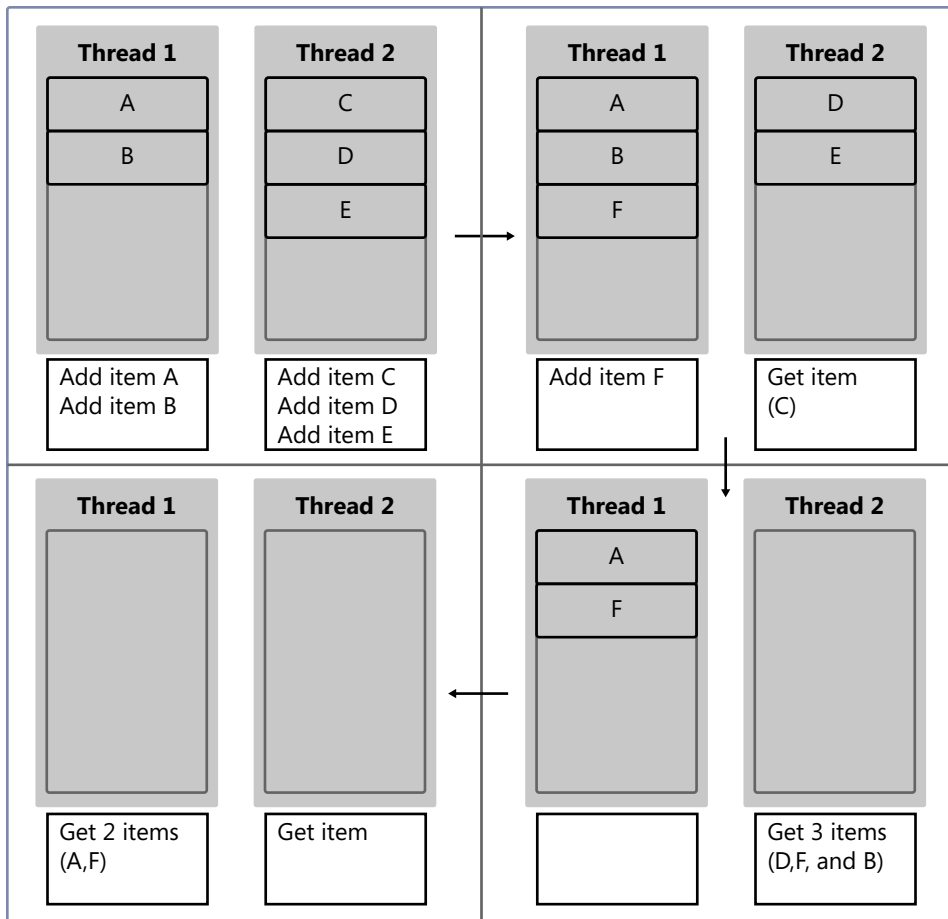 Thread 1
A
B
Add item A
Add item B
Thread 2
C
D
E
Add item C
Add item D
Add item E
Thread 1
A
B
F
Add item F
Thread 2
D
E
Get item
(C)
Thread 1
Get 2 items
(A,F)
Thread 2
Get item
Thread 1
A
F
Thread 2
Get 3 items
(D,F, and B)